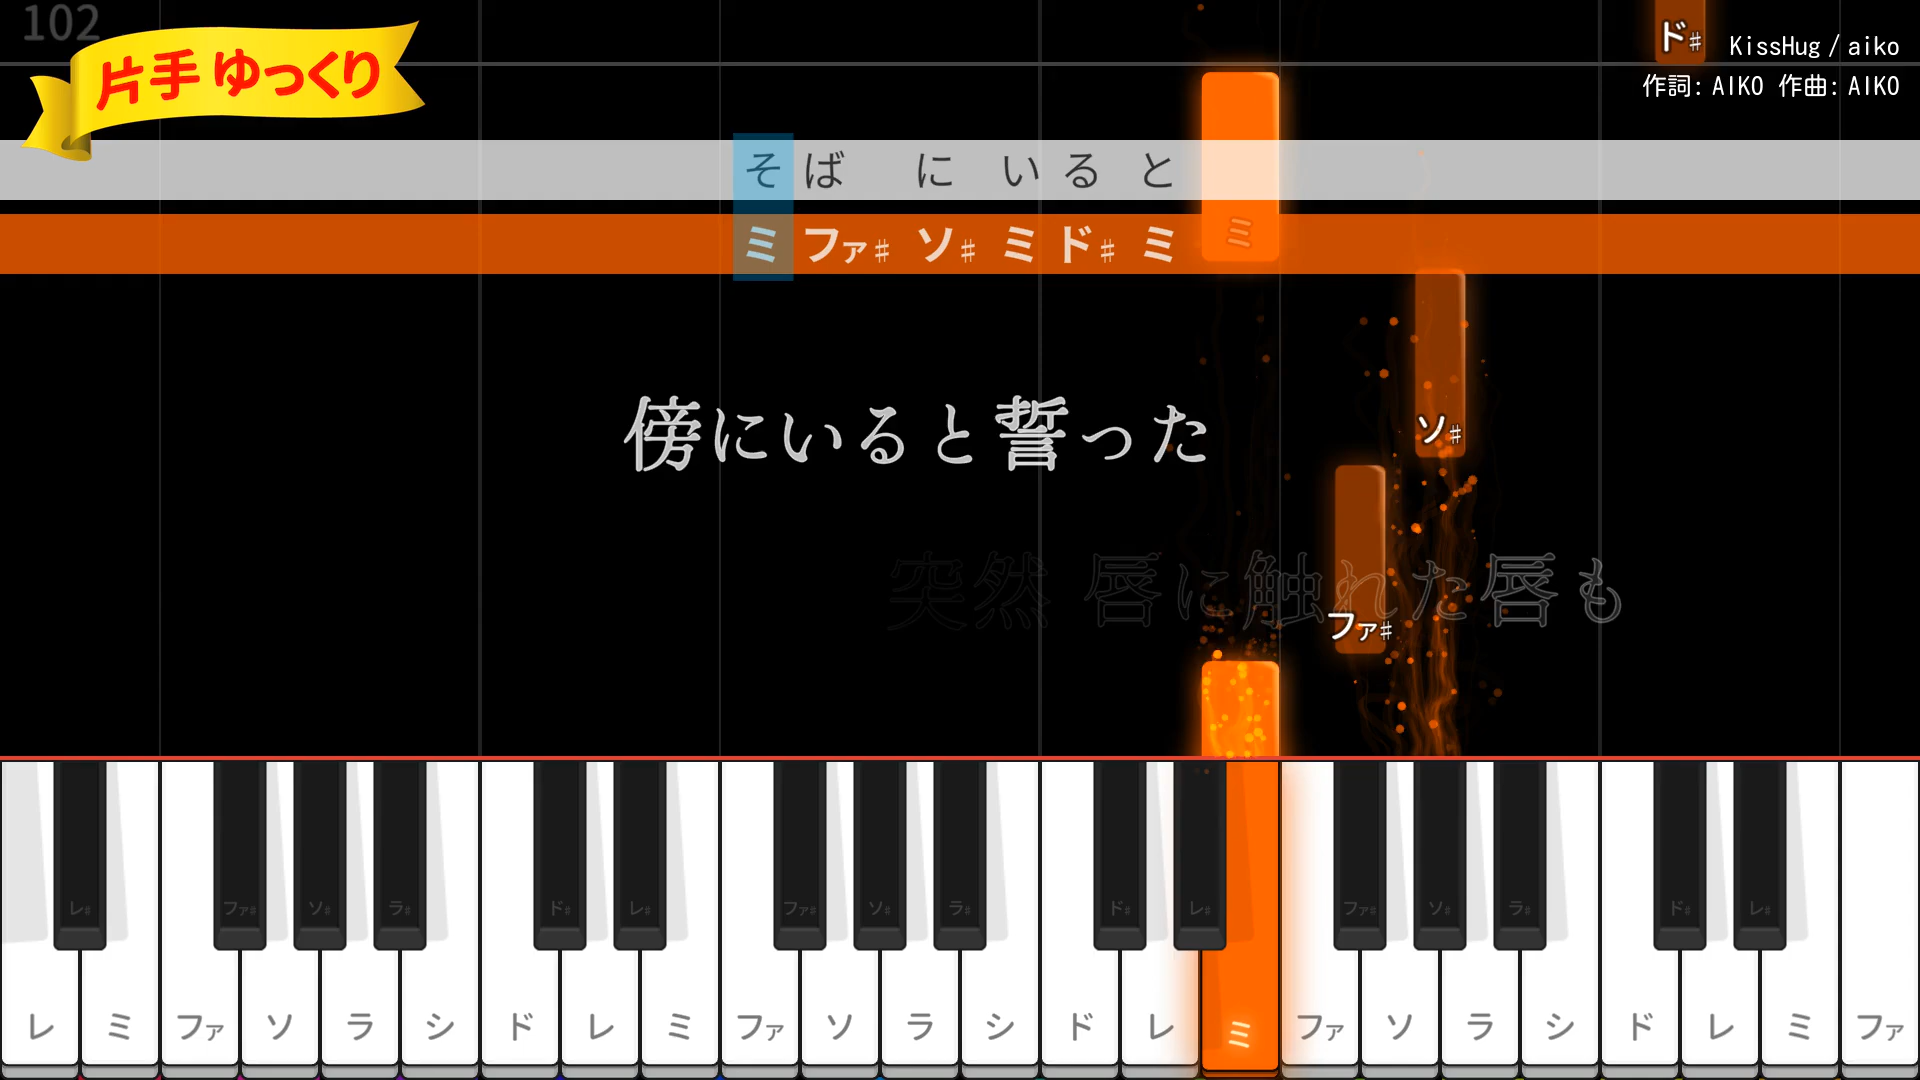 102
片手 ゆっくり
ド♯
KissHug / aiko
作詞: AIKO 作曲: AIKO
そ ば に い る と
ミ ファ♯ ソ♯ ミ ド♯ ミ ミ
傍にいると誓った
ソ♯
突然 唇に触れた唇も
ファ♯
レ♯ ファ♯ ソ♯ ラ♯ ド♯ レ♯ ファ♯ ソ♯ ラ♯ ド♯ レ♯ ファ♯ ソ♯ ラ♯ ド♯ レ♯
レ ミ ファ ソ ラ シ ド レ ミ ファ ソ ラ シ ド レ ミ ファ ソ ラ シ ド レ ミ ファ